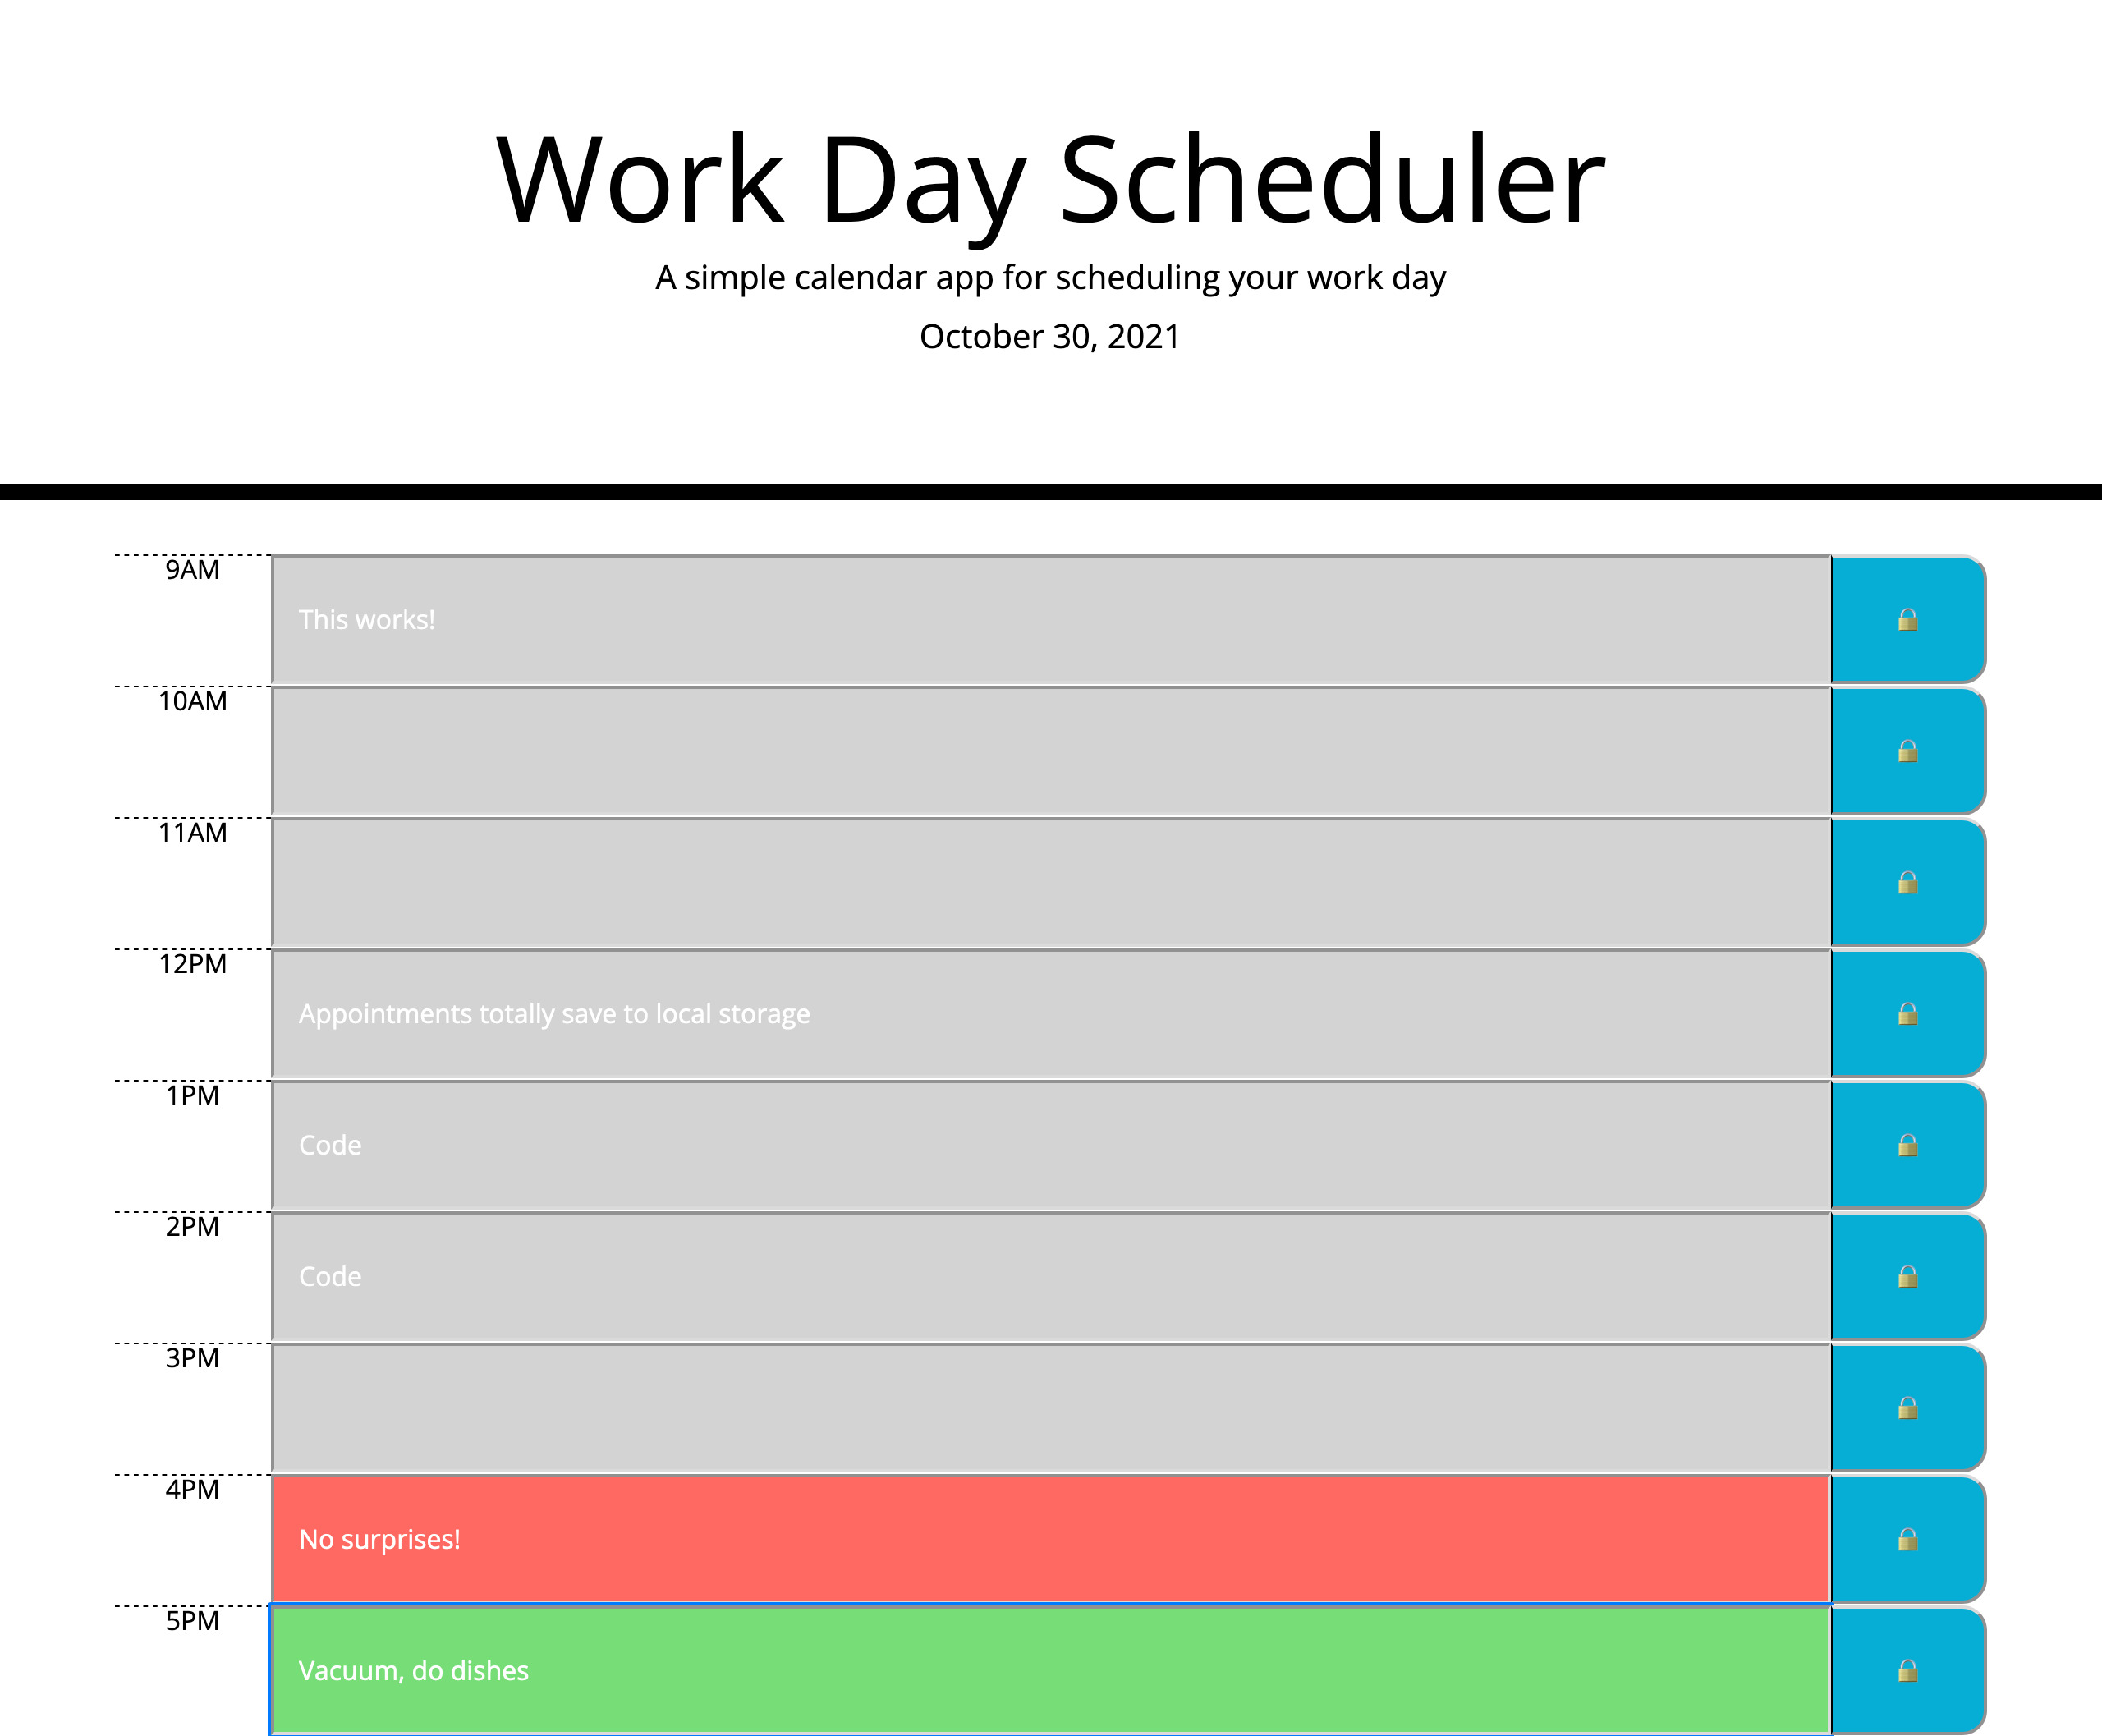 Work Day Scheduler
A simple calendar app for scheduling your work day
October 30, 2021
9AM
This works!
10AM
11AM
12PM
Appointments totally save to local storage
1PM
Code
2PM
Code
3PM
4PM
No surprises!
5PM
Vacuum, do dishes